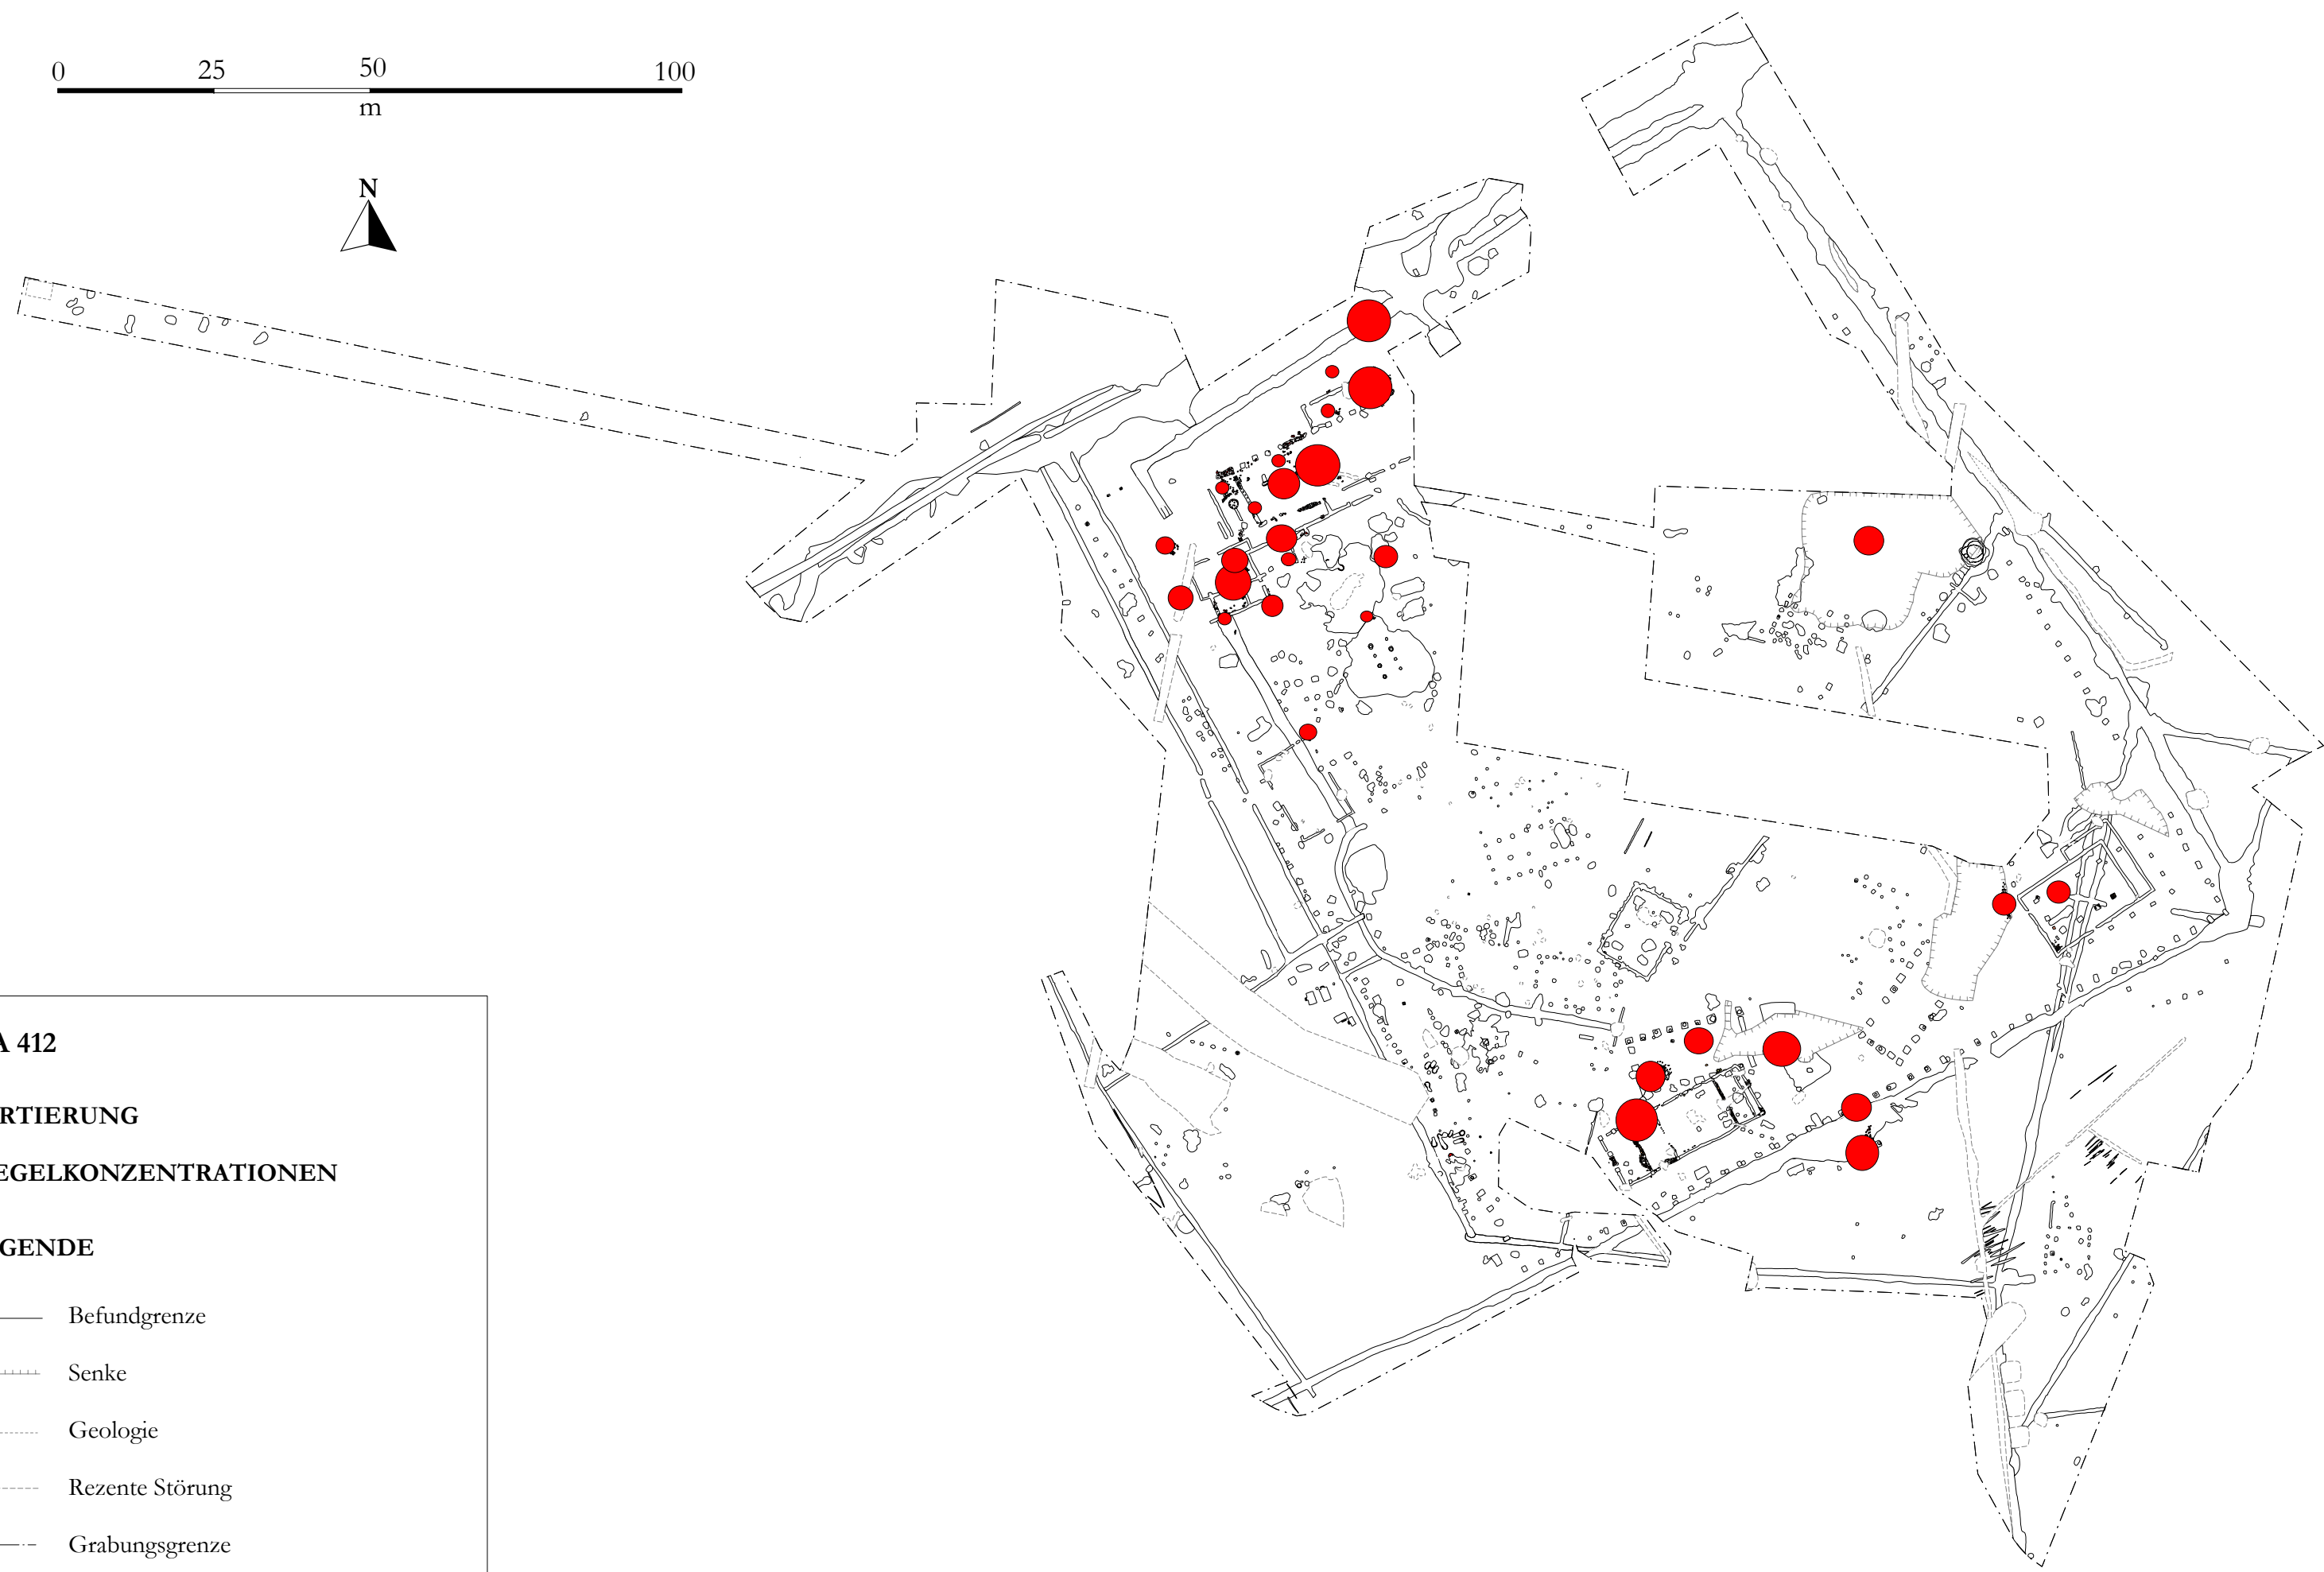 0 25 50 100
m
N
A 412
RTIERUNG
EGELKONZENTRATIONEN
GENDE
Befundgrenze
Senke
Geologie
Rezente Störung
Grabungsgrenze